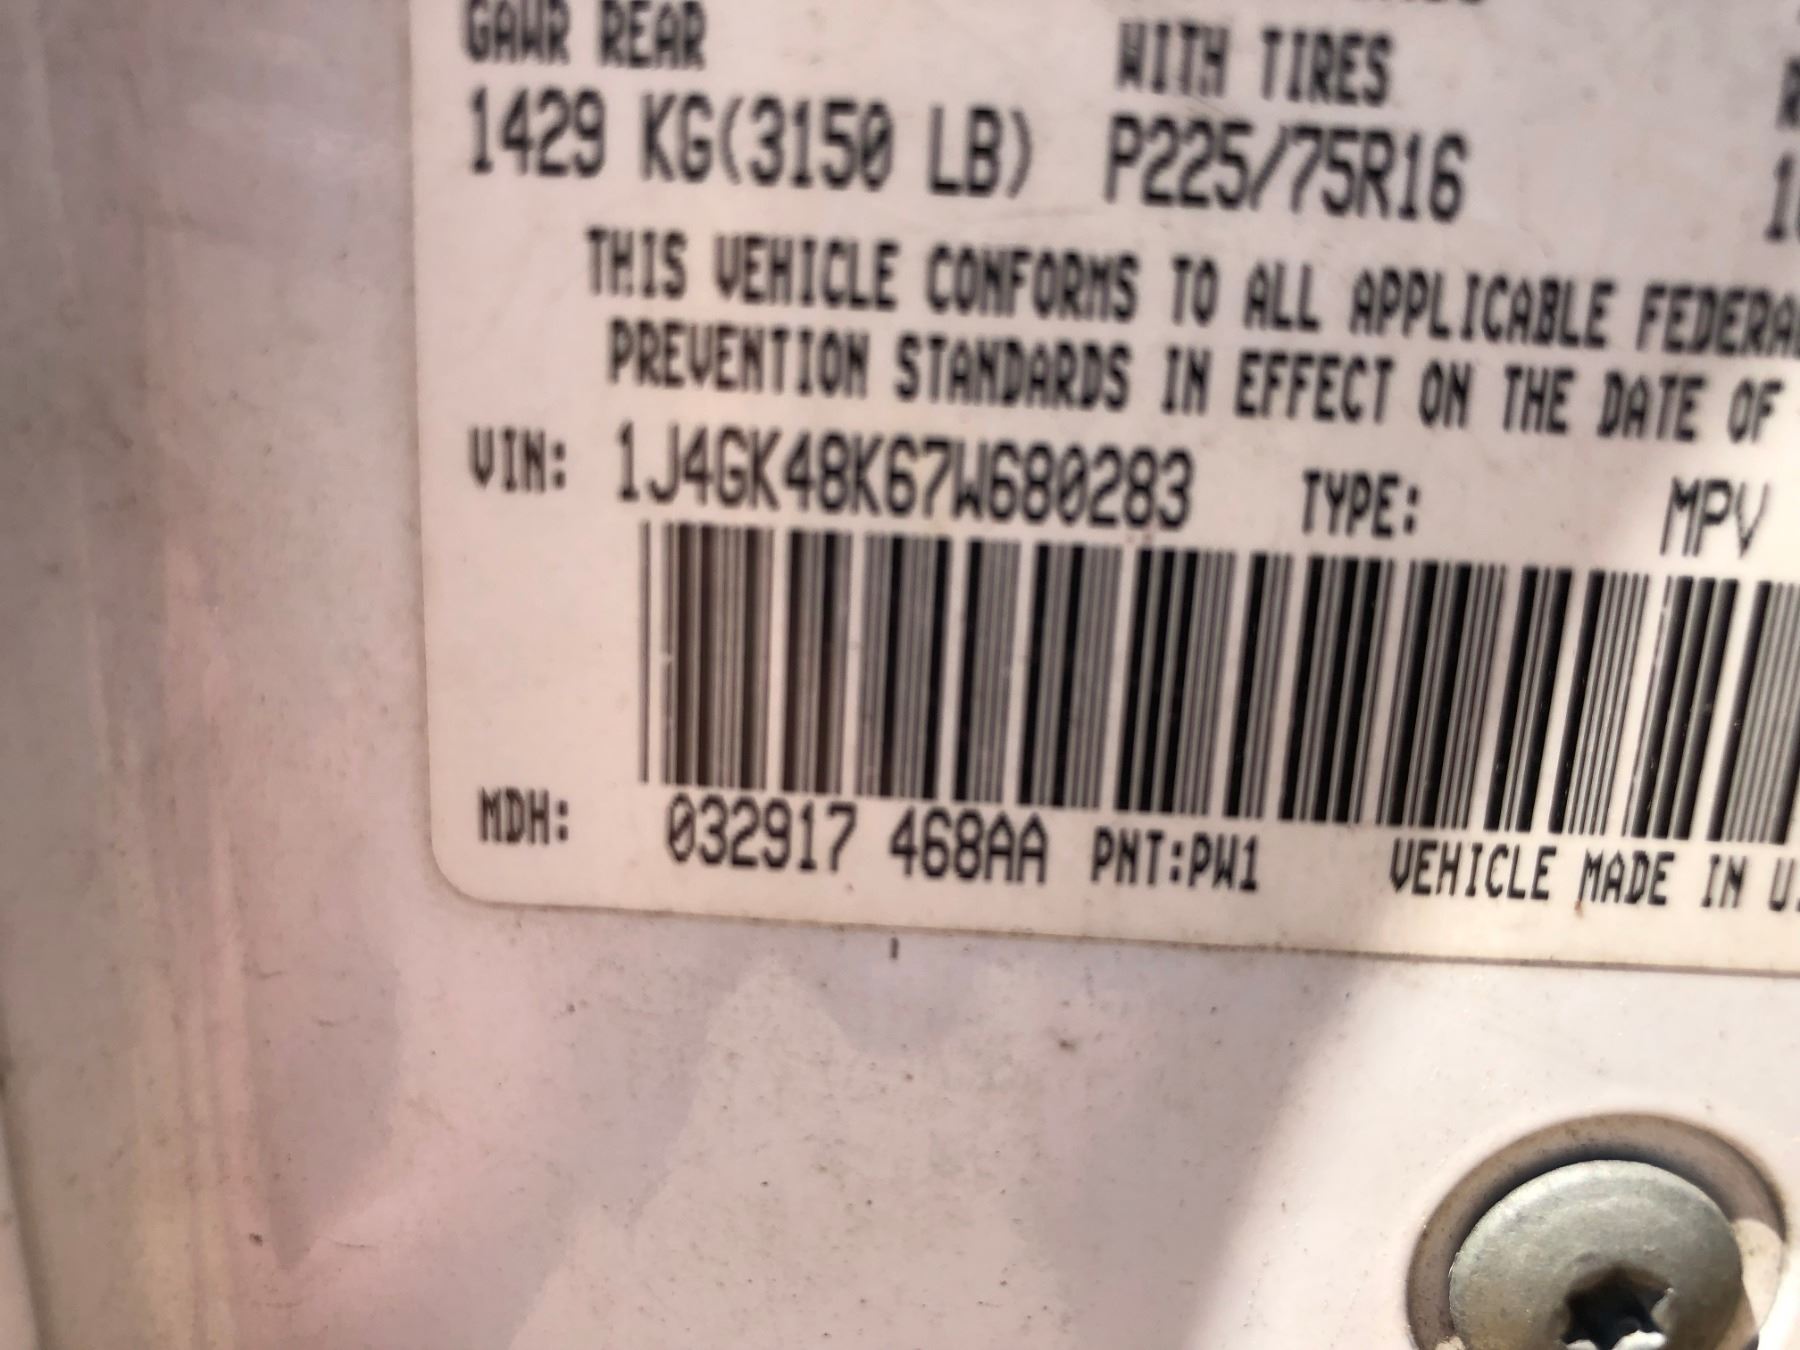 GAWR REAR WITH TIRES
1429 KG(3150 LB) P225/75R16
THIS VEHICLE CONFORMS TO ALL APPLICABLE FEDERAL
PREVENTION STANDARDS IN EFFECT ON THE DATE OF
VIN: 1J4GK48K67W680283 TYPE: MPV
MDH: 032917 468AA PNT:PW1 VEHICLE MADE IN U.